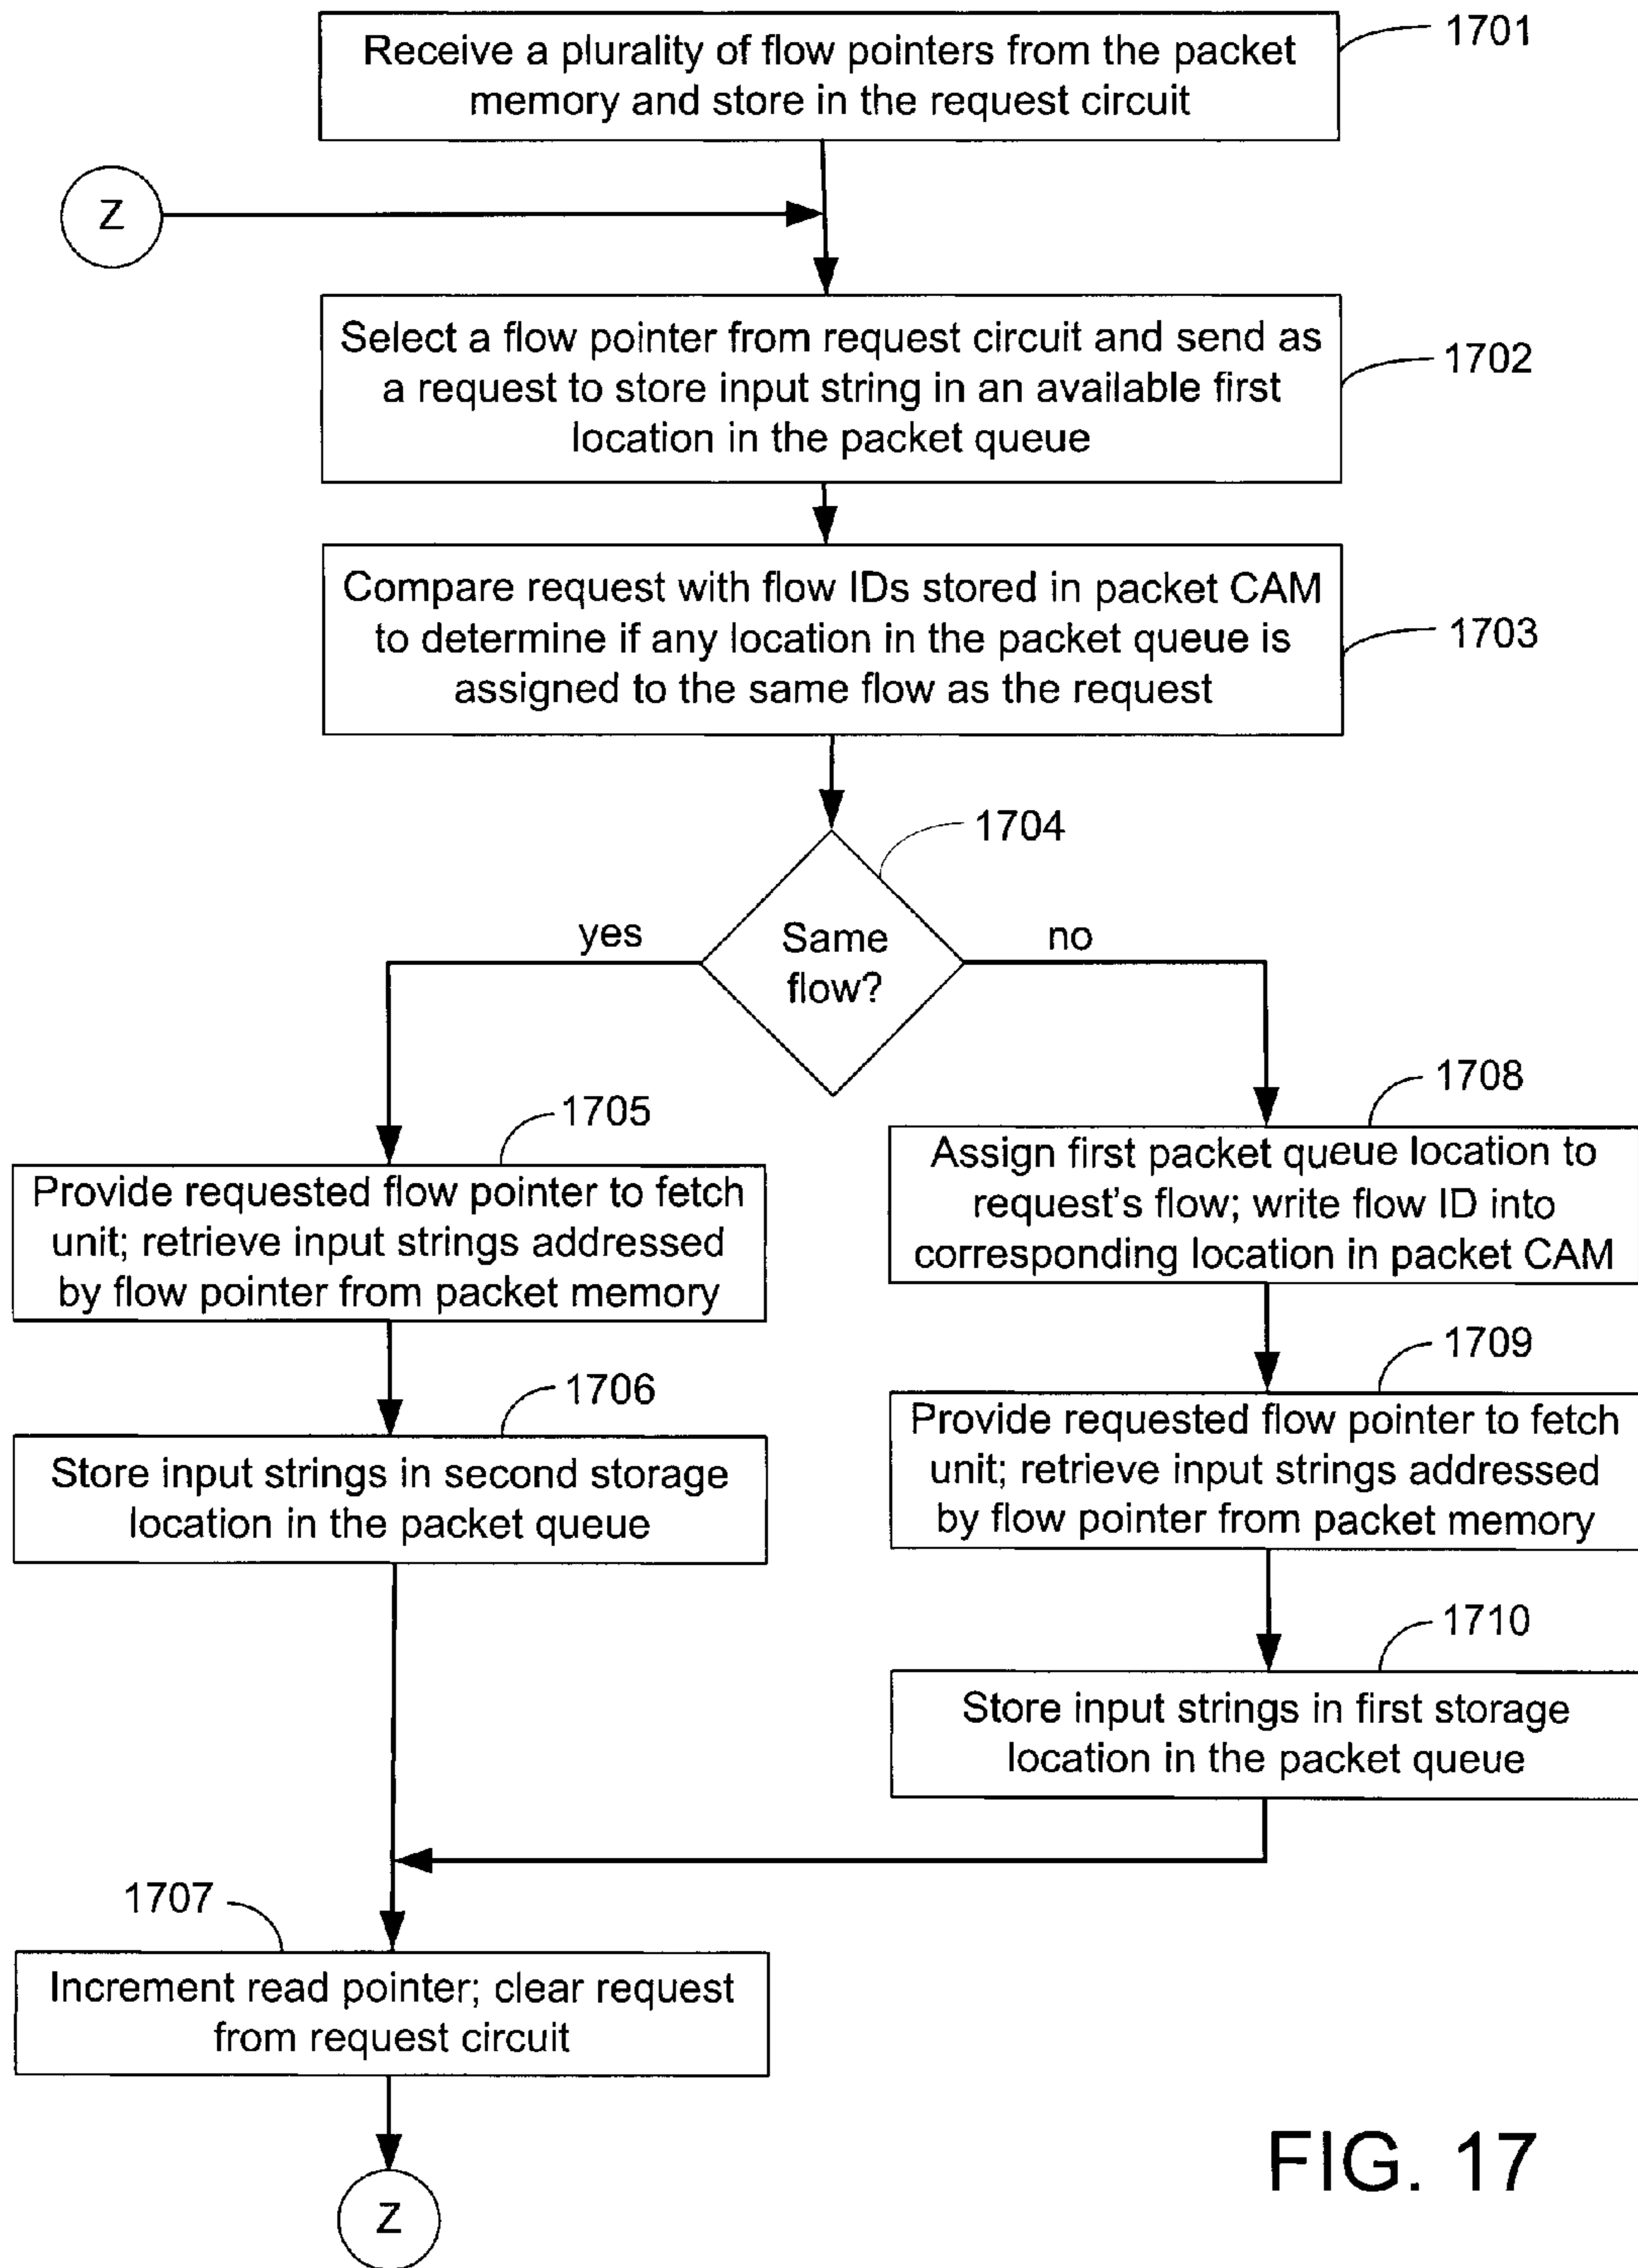 Receive a plurality of flow pointers from the packet
memory and store in the request circuit
1701
Z
Select a flow pointer from request circuit and send as
a request to store input string in an available first
location in the packet queue
1702
Compare request with flow IDs stored in packet CAM
to determine if any location in the packet queue is
assigned to the same flow as the request
1703
1704
Same
flow?
yes
no
1705
Provide requested flow pointer to fetch
unit; retrieve input strings addressed
by flow pointer from packet memory
1706
Store input strings in second storage
location in the packet queue
1708
Assign first packet queue location to
request's flow; write flow ID into
corresponding location in packet CAM
1709
Provide requested flow pointer to fetch
unit; retrieve input strings addressed
by flow pointer from packet memory
1710
Store input strings in first storage
location in the packet queue
1707
Increment read pointer; clear request
from request circuit
Z
FIG. 17